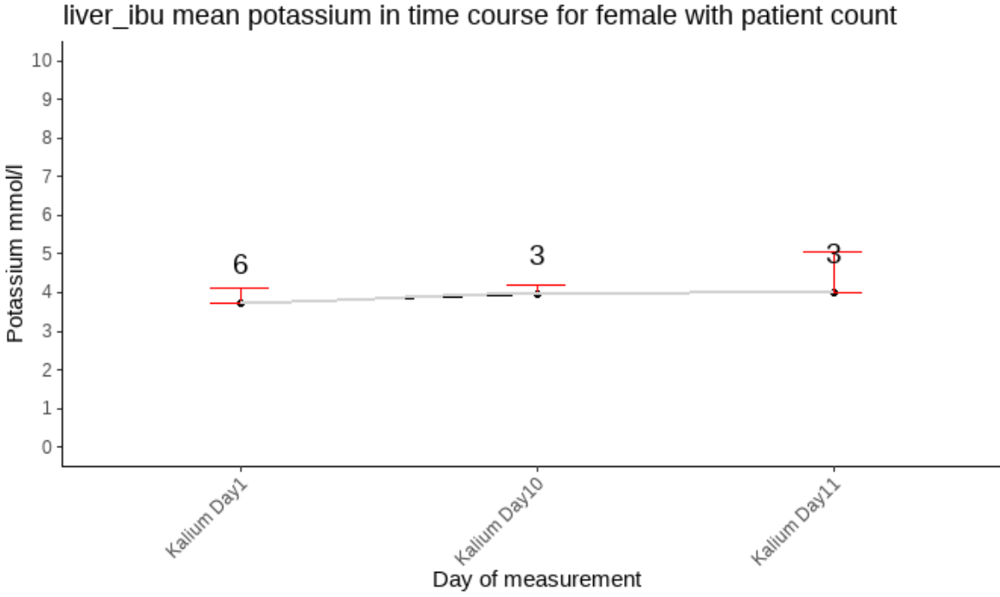 liver_ibu mean potassium in time course for female with patient count
Potassium mmol/l
10
9
8
7
6
5
4
3
2
1
0
6
3
3
Kalium Day1
Kalium Day10
Kalium Day11
Day of measurement